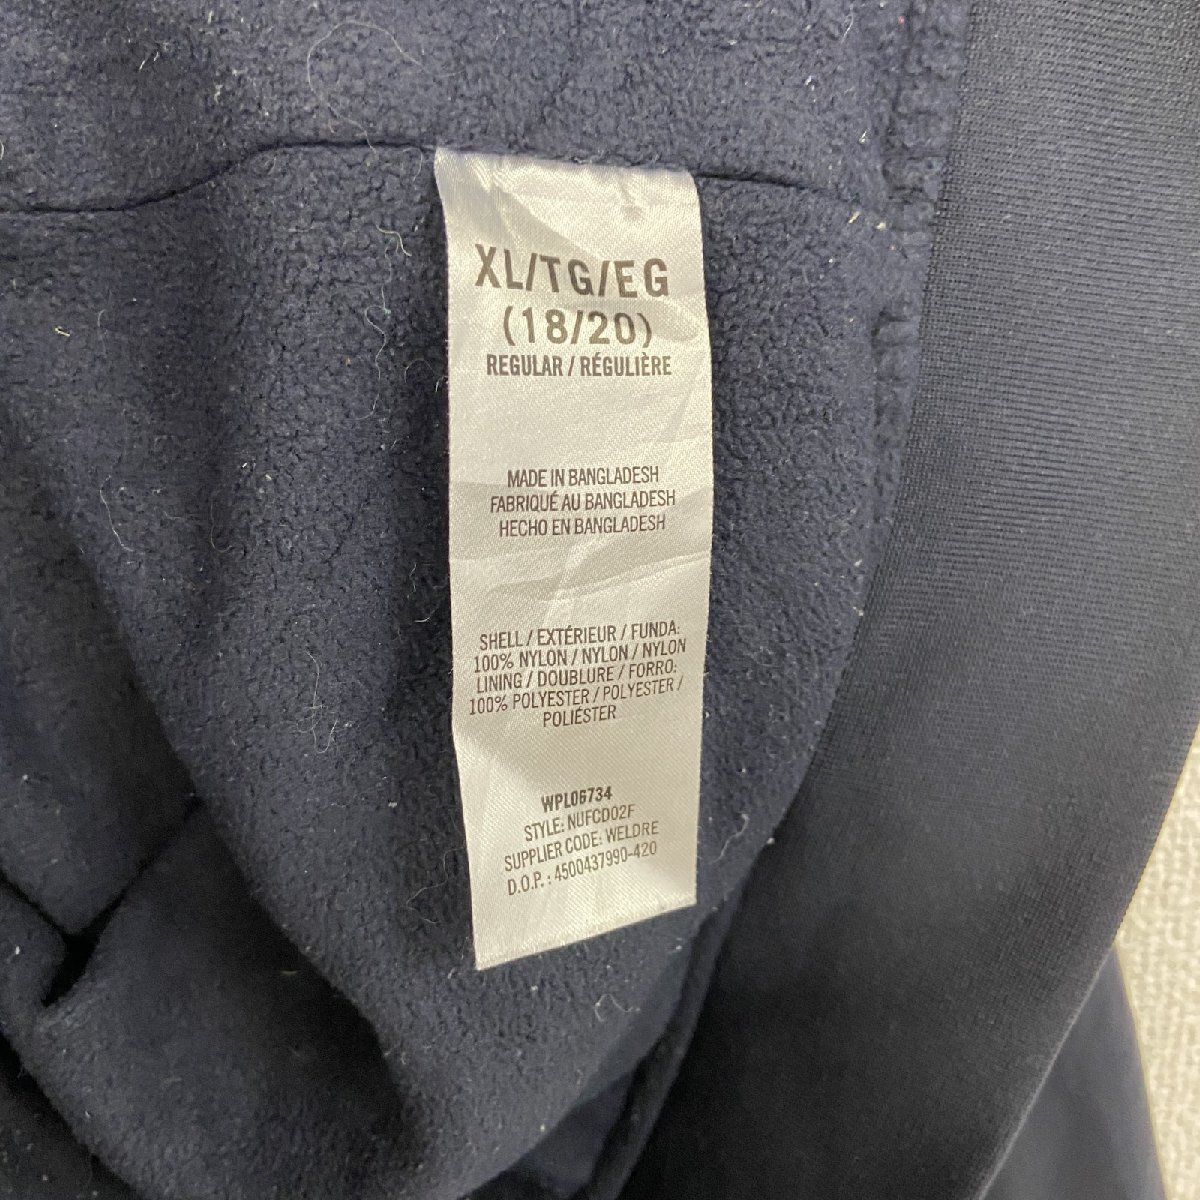 XL/TG/EG
(18/20)
REGULAR / RÉGULIÈRE
MADE IN BANGLADESH
FABRIQUÉ AU BANGLADESH
HECHO EN BANGLADESH
SHELL / EXTÉRIEUR / FUNDA:
100% NYLON / NYLON / NYLON
LINING / DOUBLURE / FORRO:
100% POLYESTER / POLYESTER /
POLIÉSTER
WPL06734
STYLE: NUFCD02F
SUPPLIER CODE: WELDRE
D.O.P.: 4500437990-420